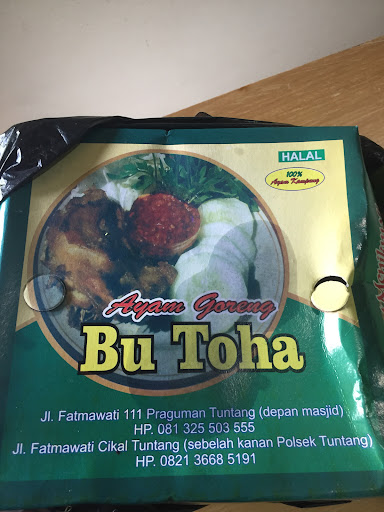 HALAL
100%
Ayam Kampung
Ayam Goreng
Bu Toha
Jl. Fatmawati 111 Praguman Tuntang (depan masjid)
HP. 081 325 503 555
Jl. Fatmawati Cikal Tuntang (sebelah kanan Polsek Tuntang)
HP. 0821 3668 5191